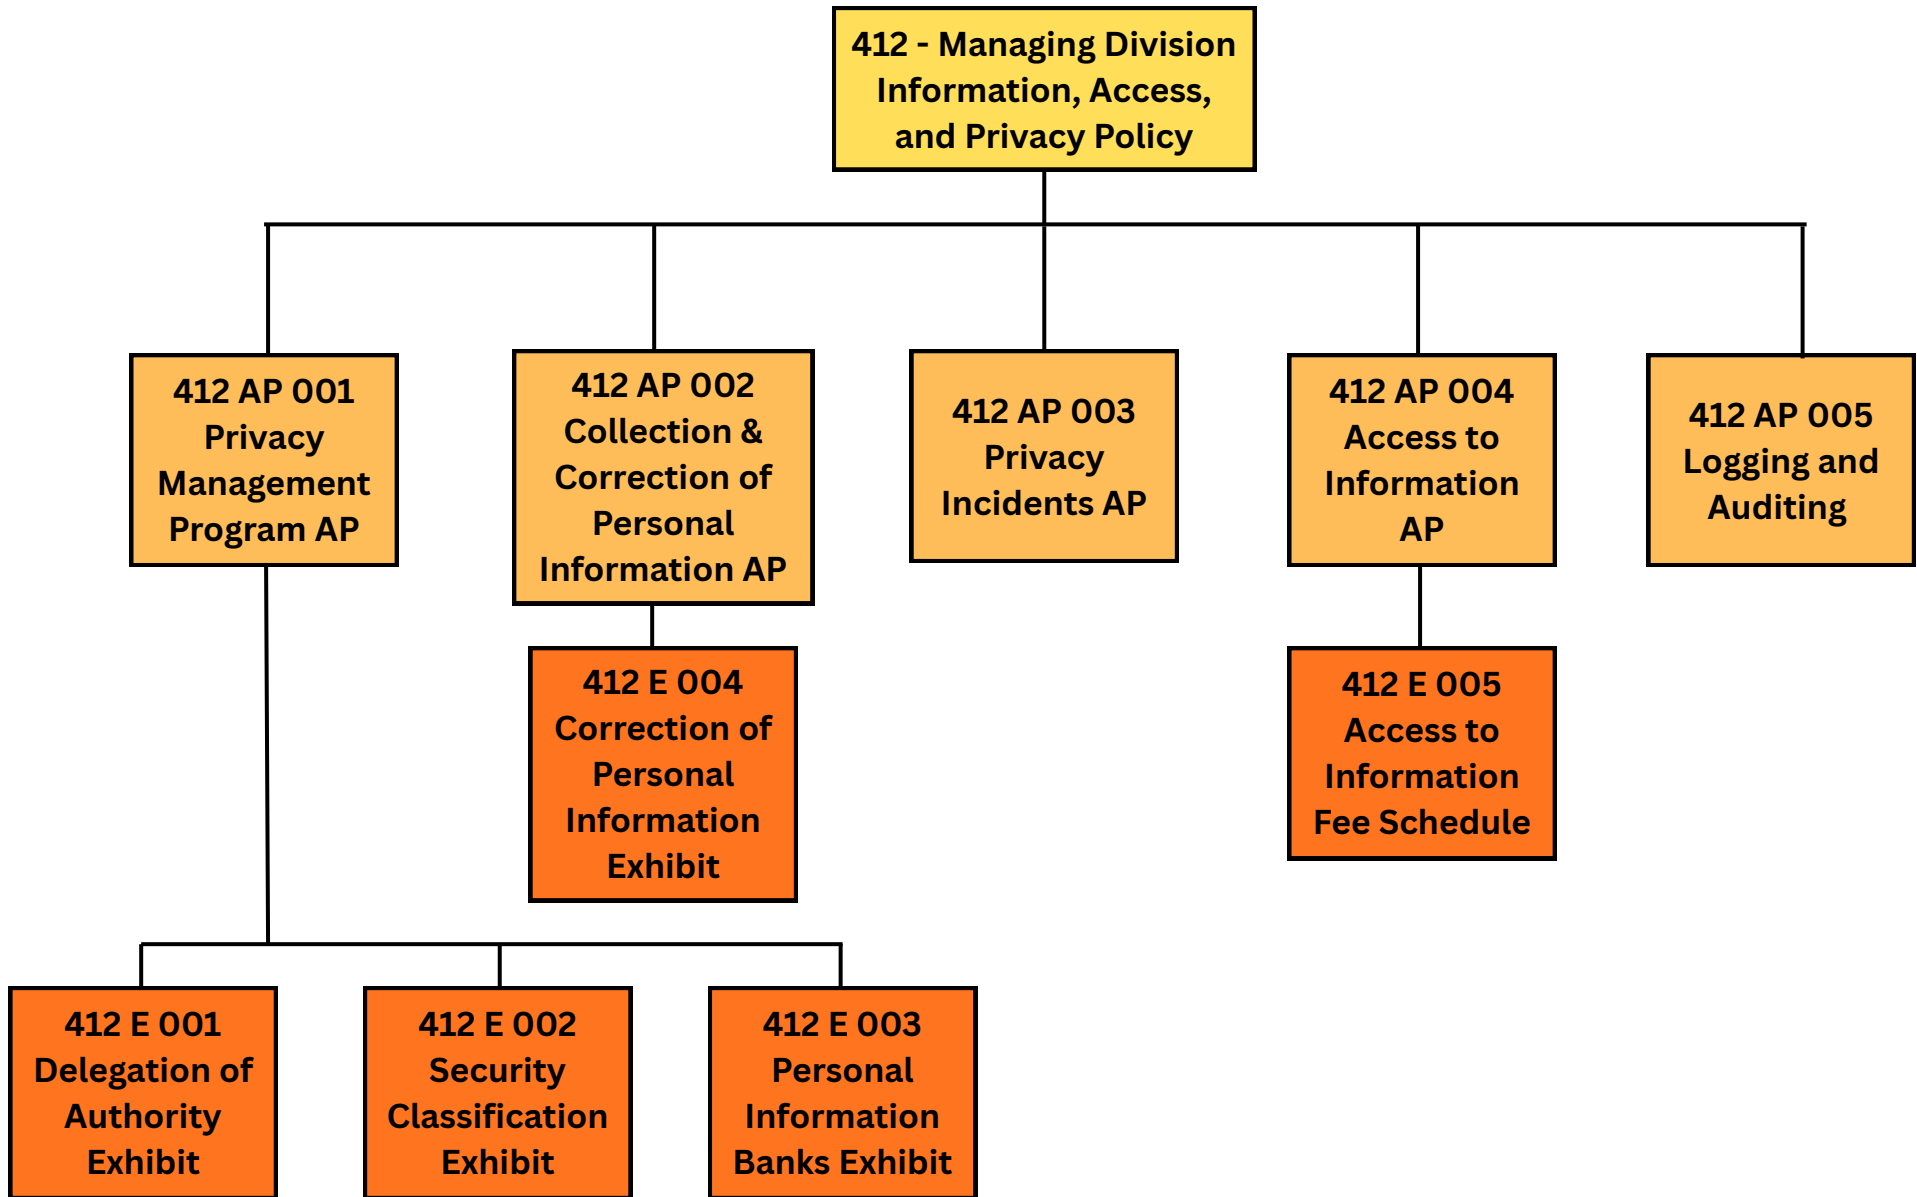 412 - Managing Division
Information, Access,
and Privacy Policy
412 AP 001
Privacy
Management
Program AP
412 AP 002
Collection &
Correction of
Personal
Information AP
412 AP 003
Privacy
Incidents AP
412 AP 004
Access to
Information
AP
412 AP 005
Logging and
Auditing
412 E 004
Correction of
Personal
Information
Exhibit
412 E 005
Access to
Information
Fee Schedule
412 E 001
Delegation of
Authority
Exhibit
412 E 002
Security
Classification
Exhibit
412 E 003
Personal
Information
Banks Exhibit